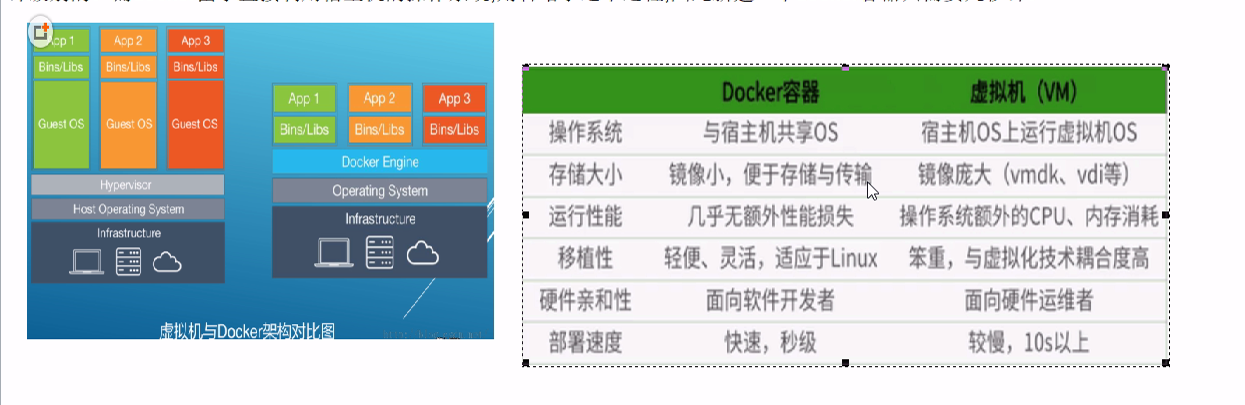 App 1 App 2 App 3
Bins/Libs Bins/Libs Bins/Libs
Guest OS Guest OS Guest OS
Hypervisor
Host Operating System
Infrastructure
App 1 App 2 App 3
Bins/Libs Bins/Libs Bins/Libs
Docker Engine
Operating System
Infrastructure
虚拟机与Docker架构对比图
Docker容器 虚拟机（VM）
操作系统 与宿主机共享OS 宿主机OS上运行虚拟机OS
存储大小 镜像小，便于存储与传输 镜像庞大（vmdk、vdi等）
运行性能 几乎无额外性能损失 操作系统额外的CPU、内存消耗
移植性 轻便、灵活，适应于Linux 笨重，与虚拟化技术耦合度高
硬件亲和性 面向软件开发者 面向硬件运维者
部署速度 快速，秒级 较慢，10s以上